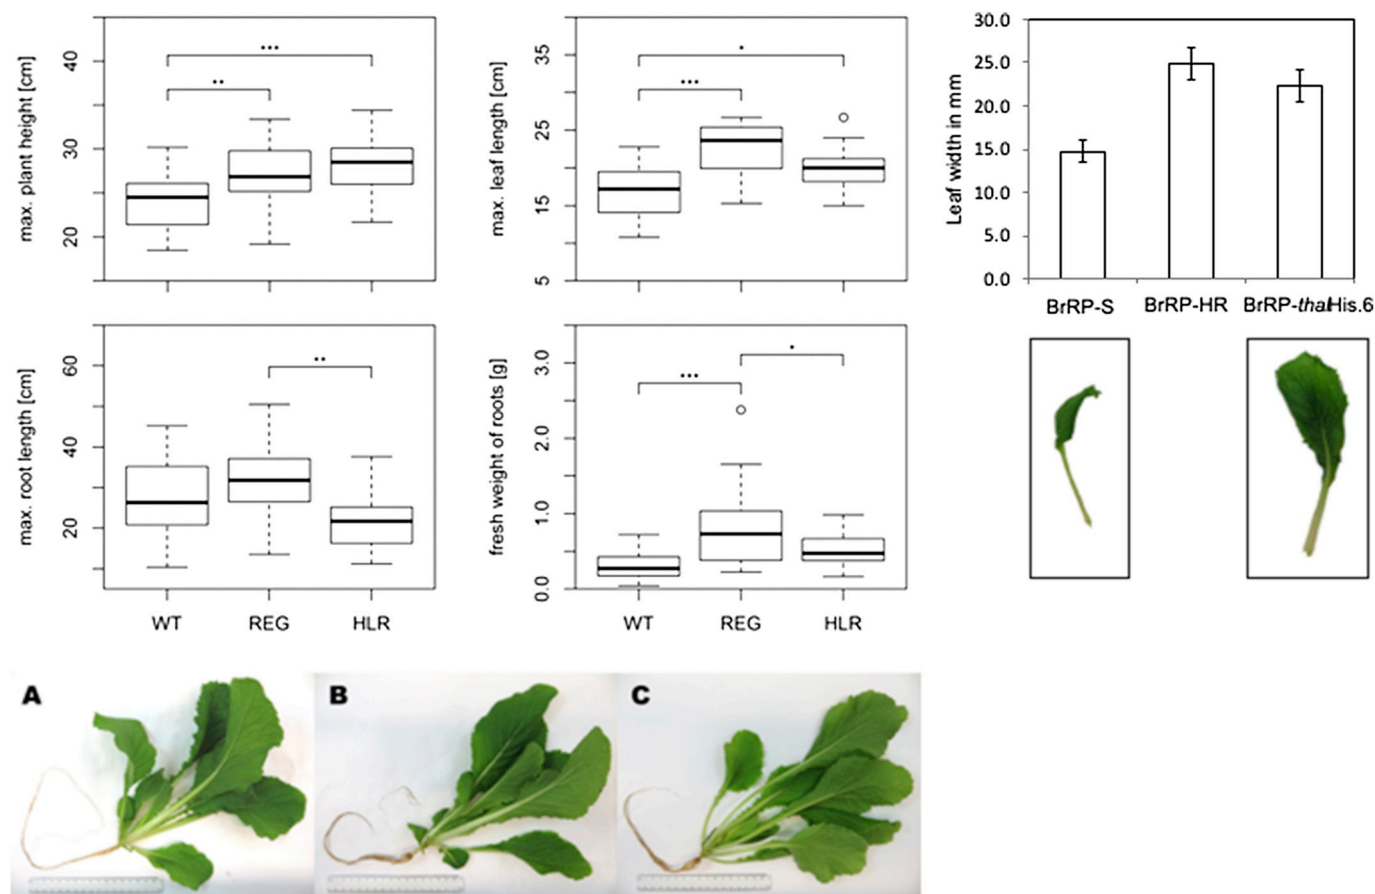 max. plant height [cm]
40
30
20
•••
••
max. leaf length [cm]
35
25
15
5
•
•••
Leaf width in mm
30.0
25.0
20.0
15.0
10.0
5.0
0.0
BrRP-S
BrRP-HR
BrRP-thalHis.6
max. root length [cm]
60
40
20
••
WT
REG
HLR
fresh weight of roots [g]
3.0
2.0
1.0
0.0
•••
•
WT
REG
HLR
A
B
C